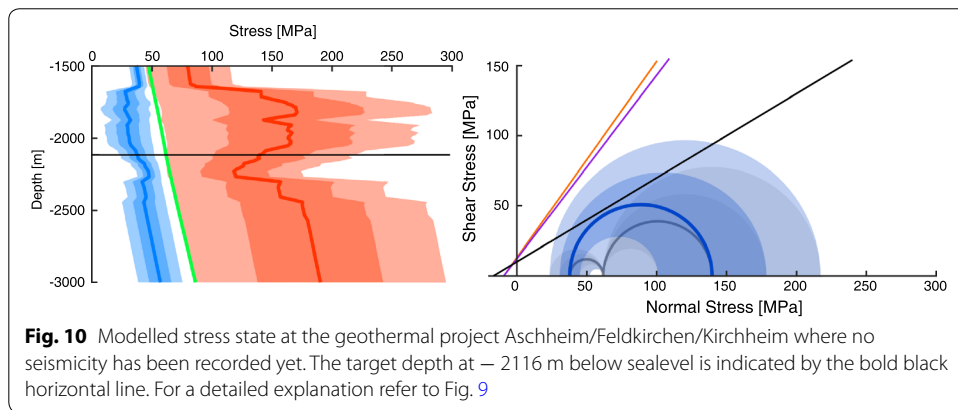 Stress [MPa]
0 50 100 150 200 250 300
-1500
-2000
-2500
-3000
Depth [m]
150
100
50
Shear Stress [MPa]
0 50 100 150 200 250 300
Normal Stress [MPa]
Fig. 10 Modelled stress state at the geothermal project Aschheim/Feldkirchen/Kirchheim where no
seismicity has been recorded yet. The target depth at − 2116 m below sealevel is indicated by the bold black
horizontal line. For a detailed explanation refer to Fig. 9